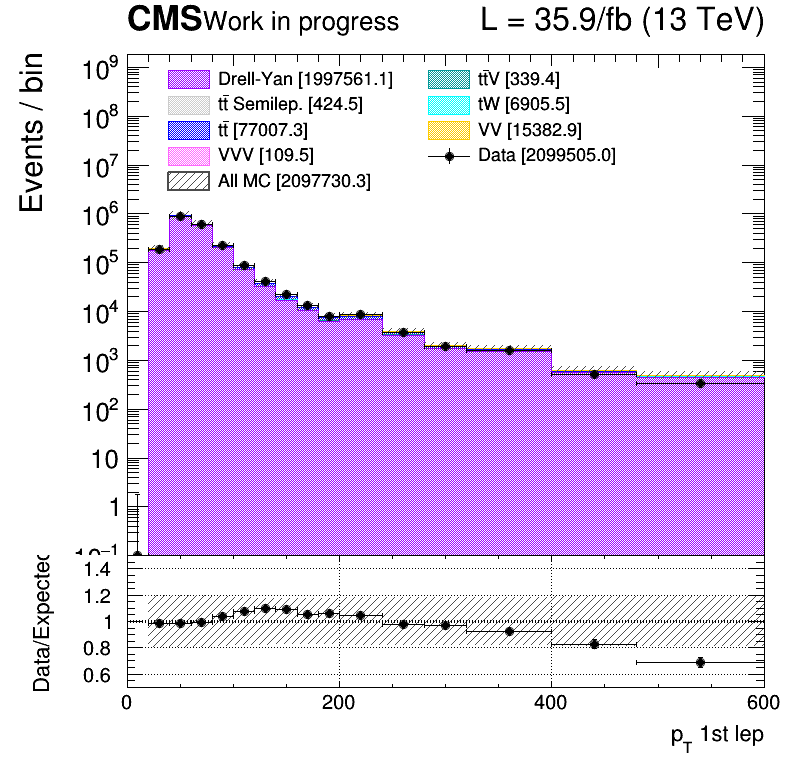 CMS Work in progress L = 35.9/fb (13 TeV)
Events / bin
Drell-Yan [1997561.1] tt̄V [339.4]
tt̄ Semilep. [424.5] tW [6905.5]
tt̄ [77007.3] VV [15382.9]
VVV [109.5] Data [2099505.0]
All MC [2097730.3]
10⁹
10⁸
10⁷
10⁶
10⁵
10⁴
10³
10²
10
1
10⁻¹
Data/Expected
1.4
1.2
1
0.8
0.6
0 200 400 600
p_T 1st lep